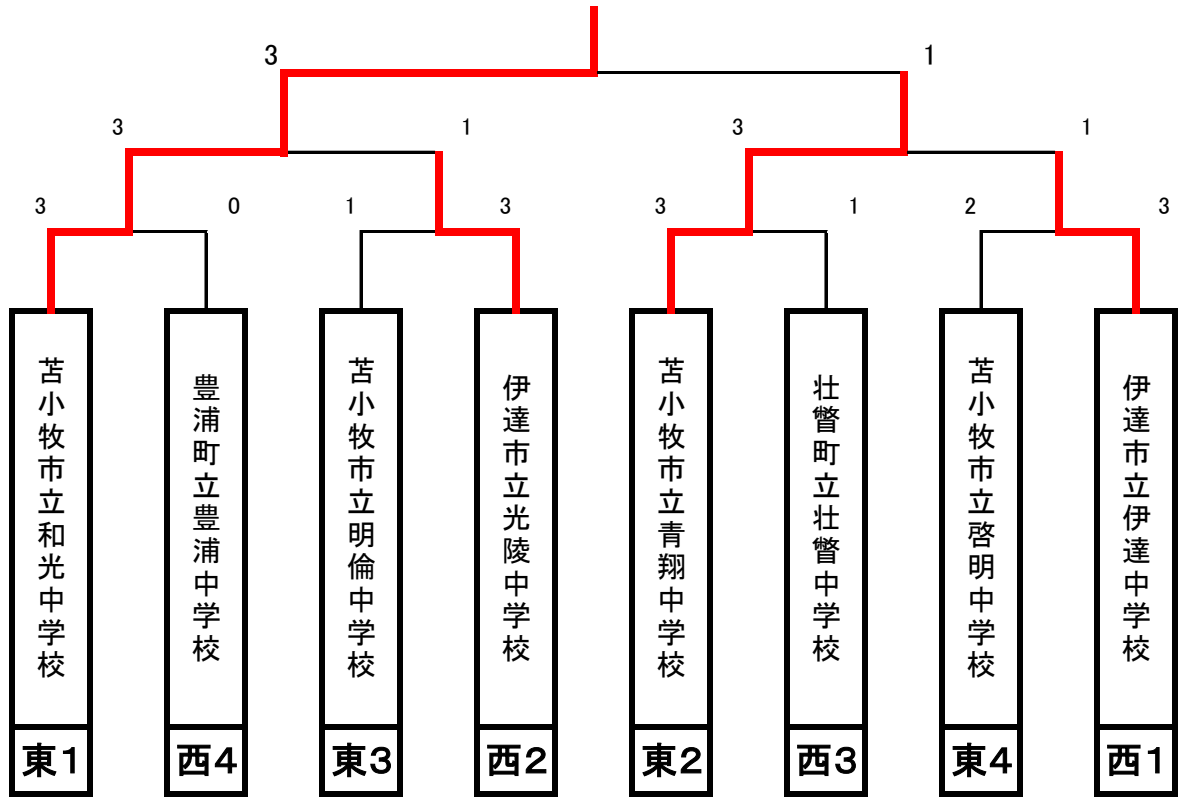 3
1
3
1
3
1
3
0
1
3
3
1
2
3
苫小牧市立和光中学校
豊浦町立豊浦中学校
苫小牧市立明倫中学校
伊達市立光陵中学校
苫小牧市立青翔中学校
壮瞥町立壮瞥中学校
苫小牧市立啓明中学校
伊達市立伊達中学校
東1
西4
東3
西2
東2
西3
東4
西1